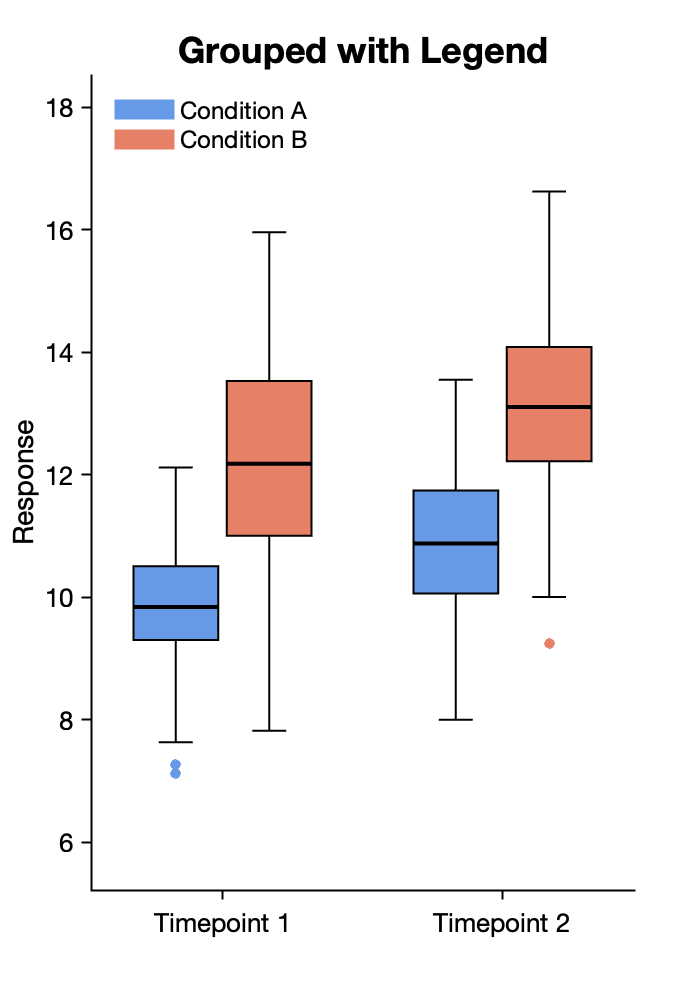 Grouped with Legend
Condition A
Condition B
Response
18
16
14
12
10
8
6
Timepoint 1
Timepoint 2